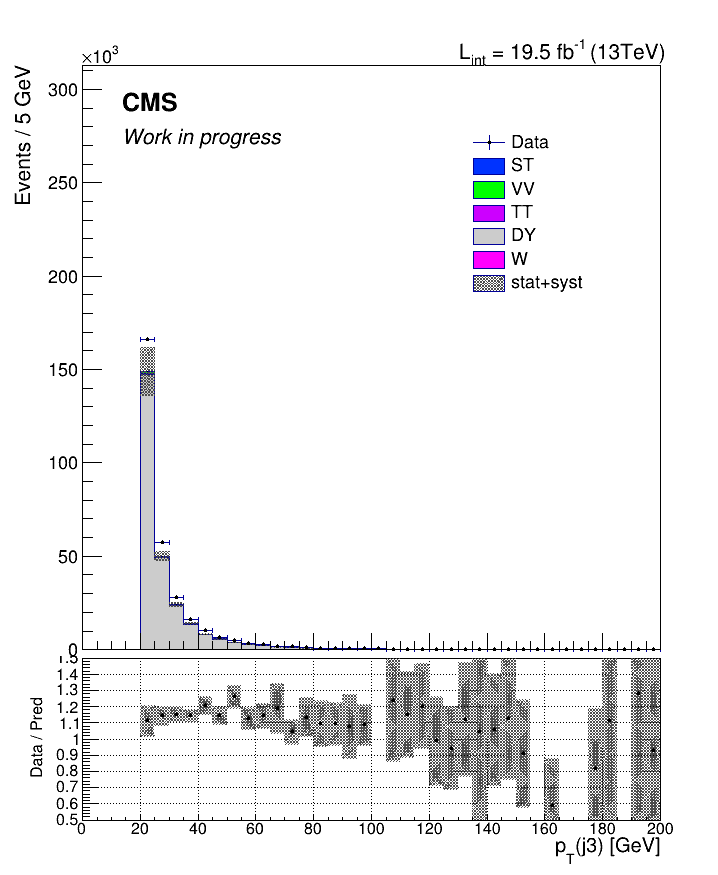 ×10³
L_int = 19.5 fb⁻¹ (13TeV)
Events / 5 GeV
300
250
200
150
100
50
0
CMS
Work in progress
Data
ST
VV
TT
DY
W
stat+syst
Data / Pred
1.5
1.4
1.3
1.2
1.1
1
0.9
0.8
0.7
0.6
0.5
0 20 40 60 80 100 120 140 160 180 200
p_T(j3) [GeV]